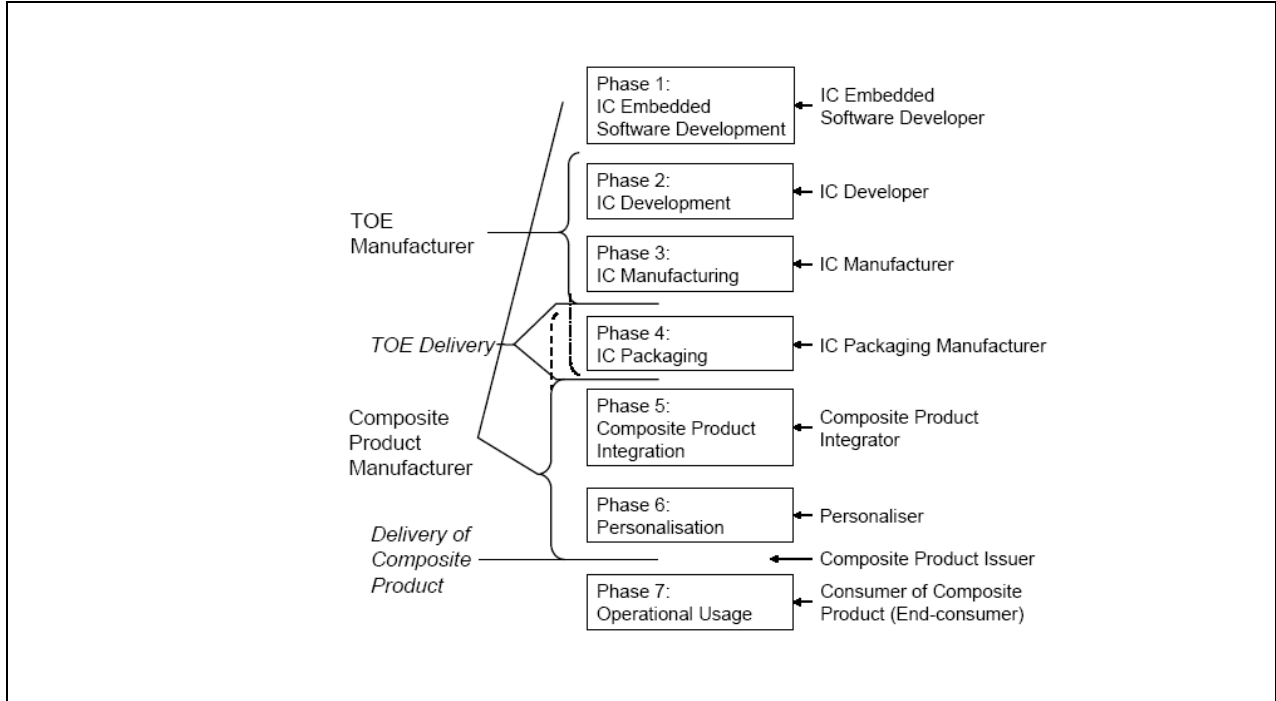 Phase 1:
IC Embedded
Software Development
IC Embedded
Software Developer
Phase 2:
IC Development
IC Developer
TOE
Manufacturer
Phase 3:
IC Manufacturing
IC Manufacturer
TOE Delivery
Phase 4:
IC Packaging
IC Packaging Manufacturer
Composite
Product
Manufacturer
Phase 5:
Composite Product
Integration
Composite Product
Integrator
Phase 6:
Personalisation
Personaliser
Delivery of
Composite
Product
Composite Product Issuer
Phase 7:
Operational Usage
Consumer of Composite
Product (End-consumer)